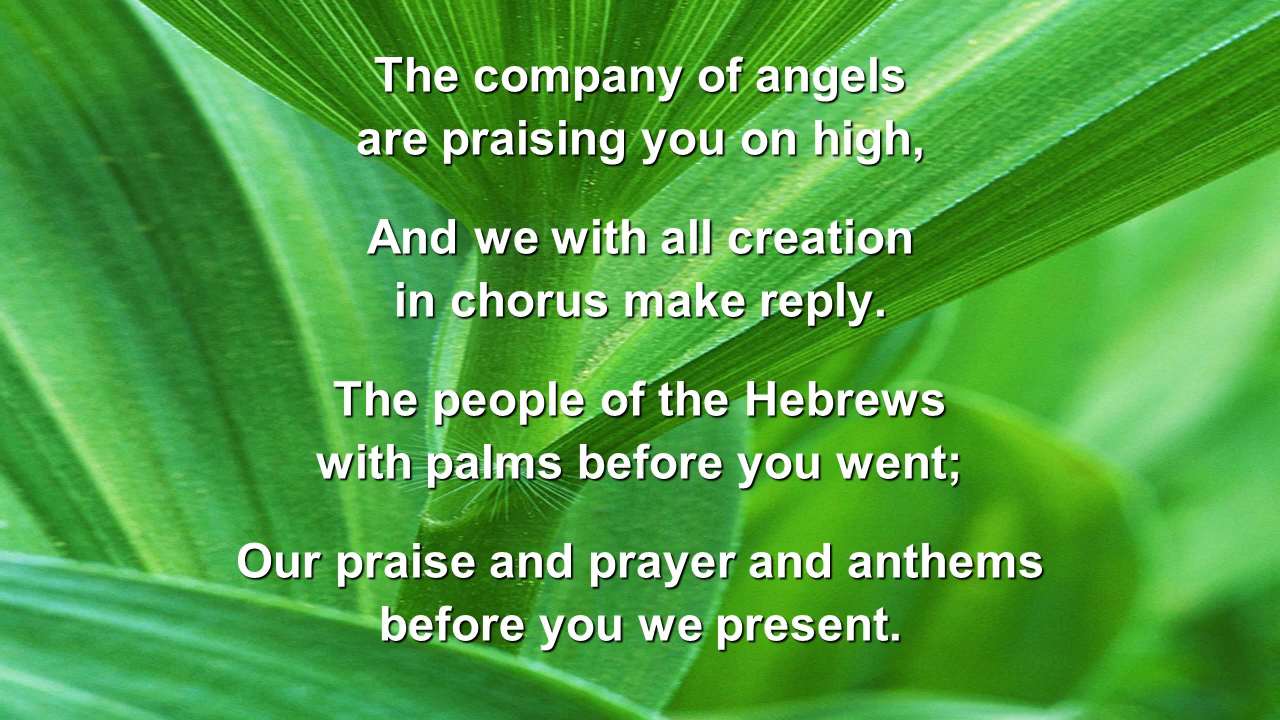 The company of angels
are praising you on high,
And we with all creation
in chorus make reply.
The people of the Hebrews
with palms before you went;
Our praise and prayer and anthems
before you we present.